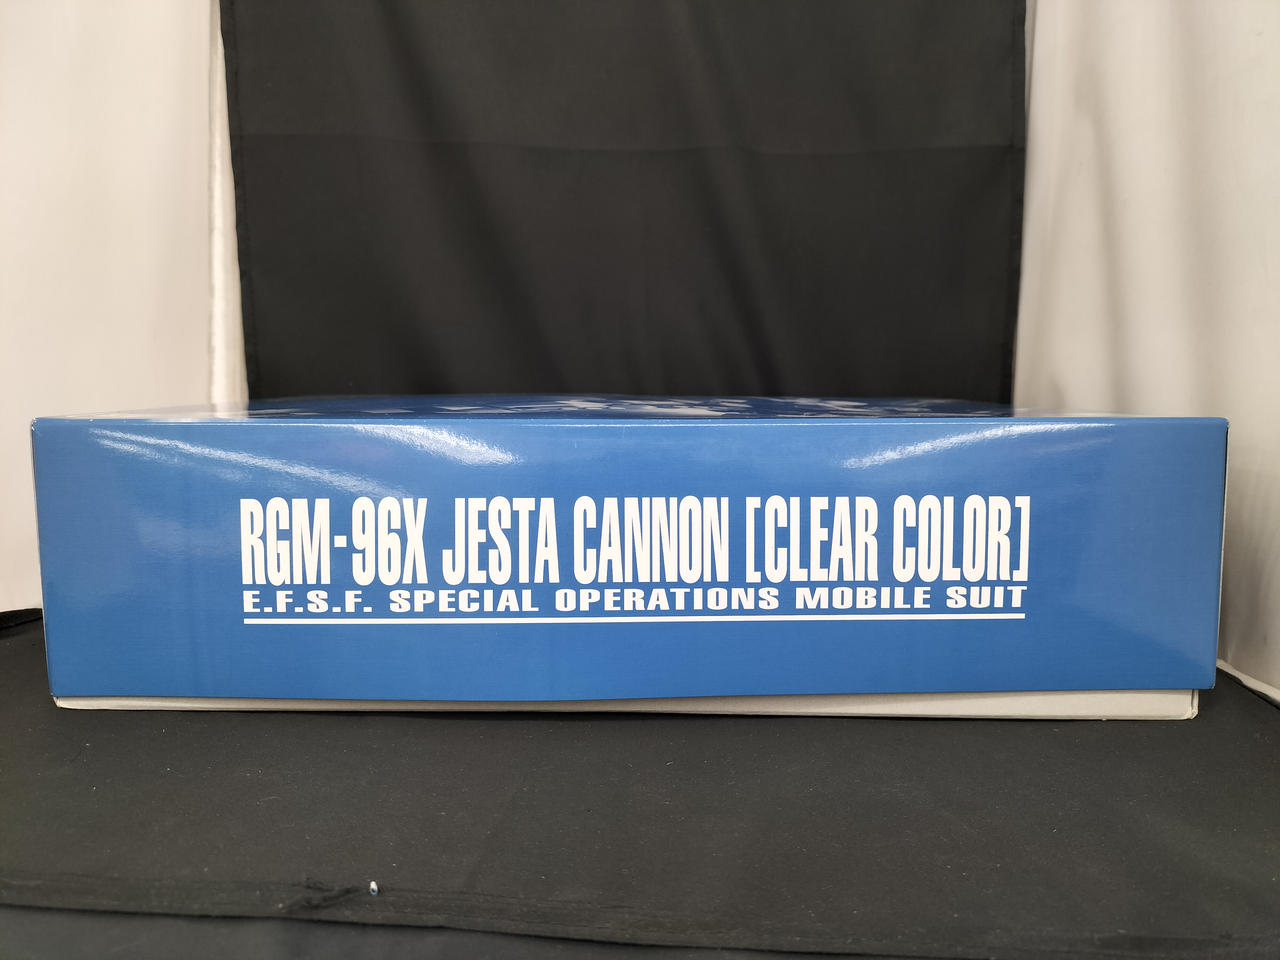 RGM-96X JESTA CANNON [CLEAR COLOR]
E.F.S.F. SPECIAL OPERATIONS MOBILE SUIT